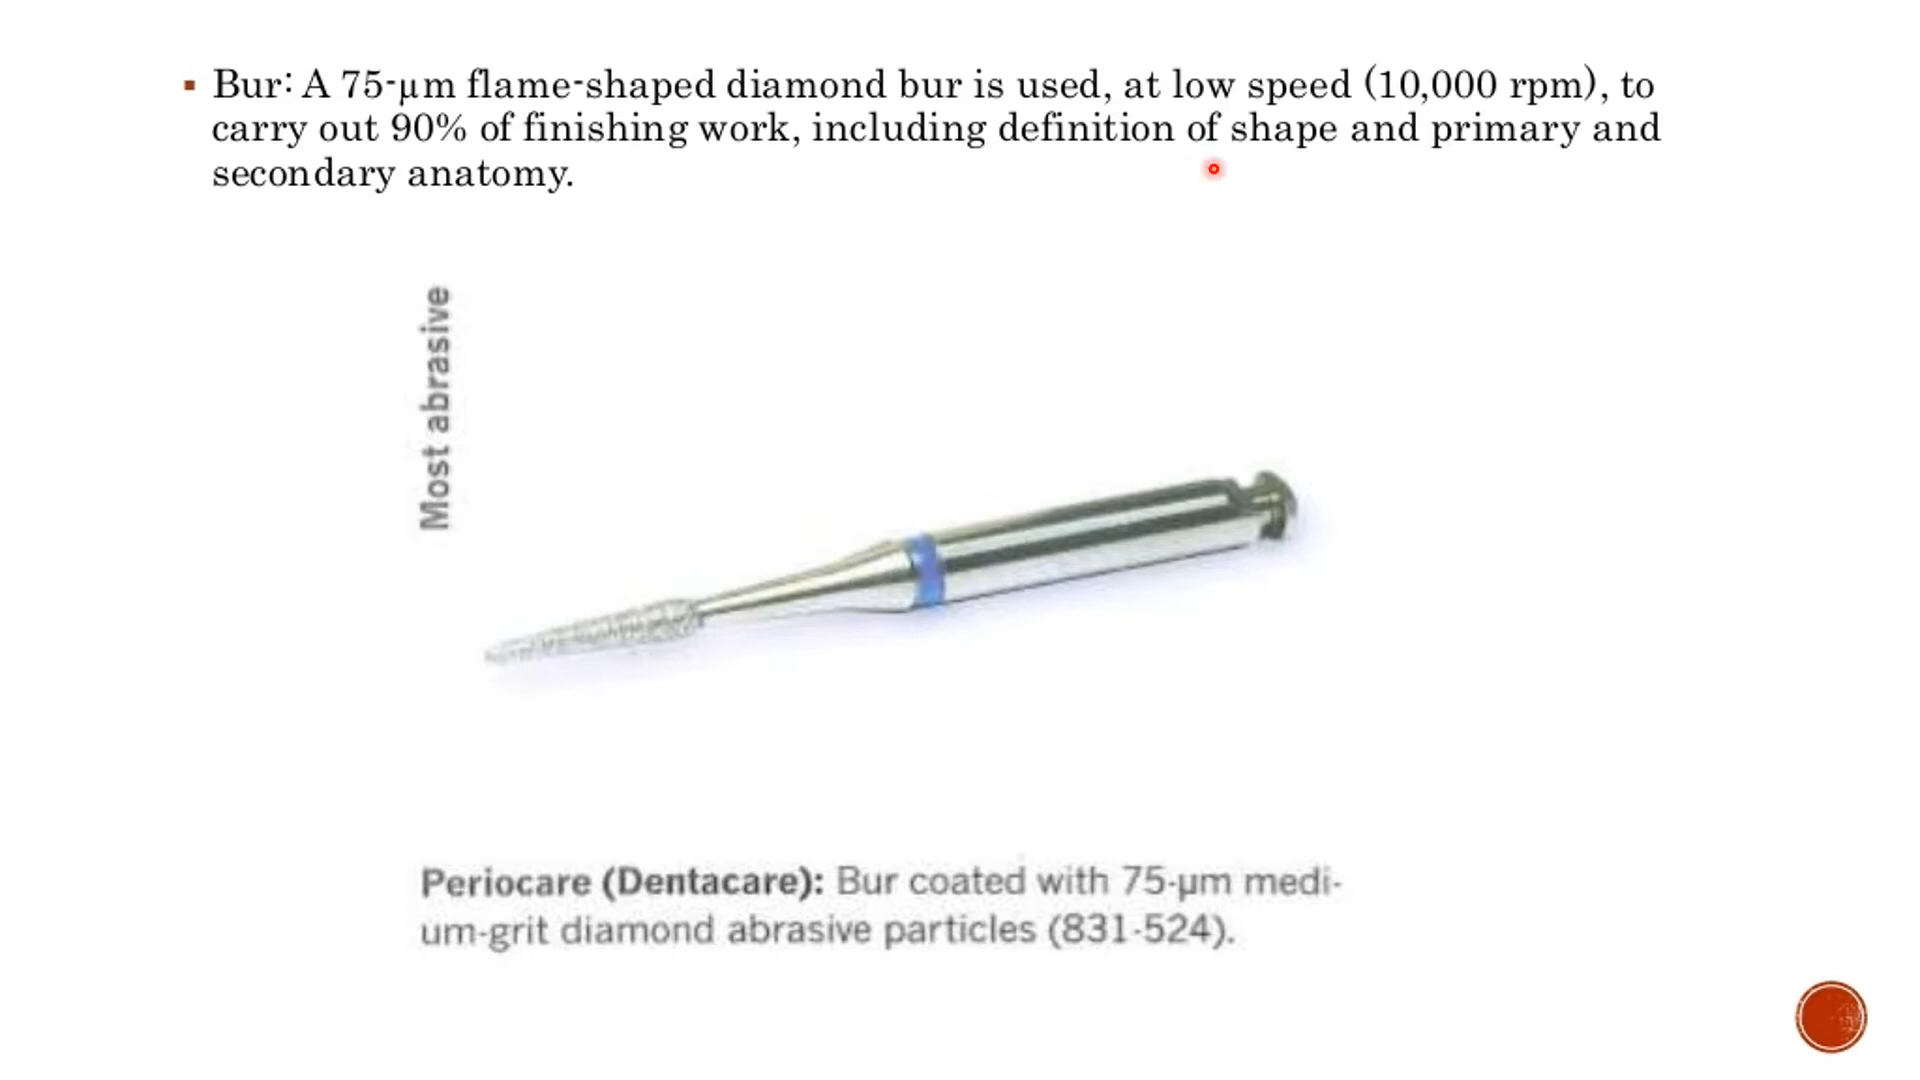 Bur: A 75-µm flame-shaped diamond bur is used, at low speed (10,000 rpm), to
carry out 90% of finishing work, including definition of shape and primary and
secondary anatomy.
Most abrasive
Periocare (Dentacare): Bur coated with 75-µm medi-
um-grit diamond abrasive particles (831-524).